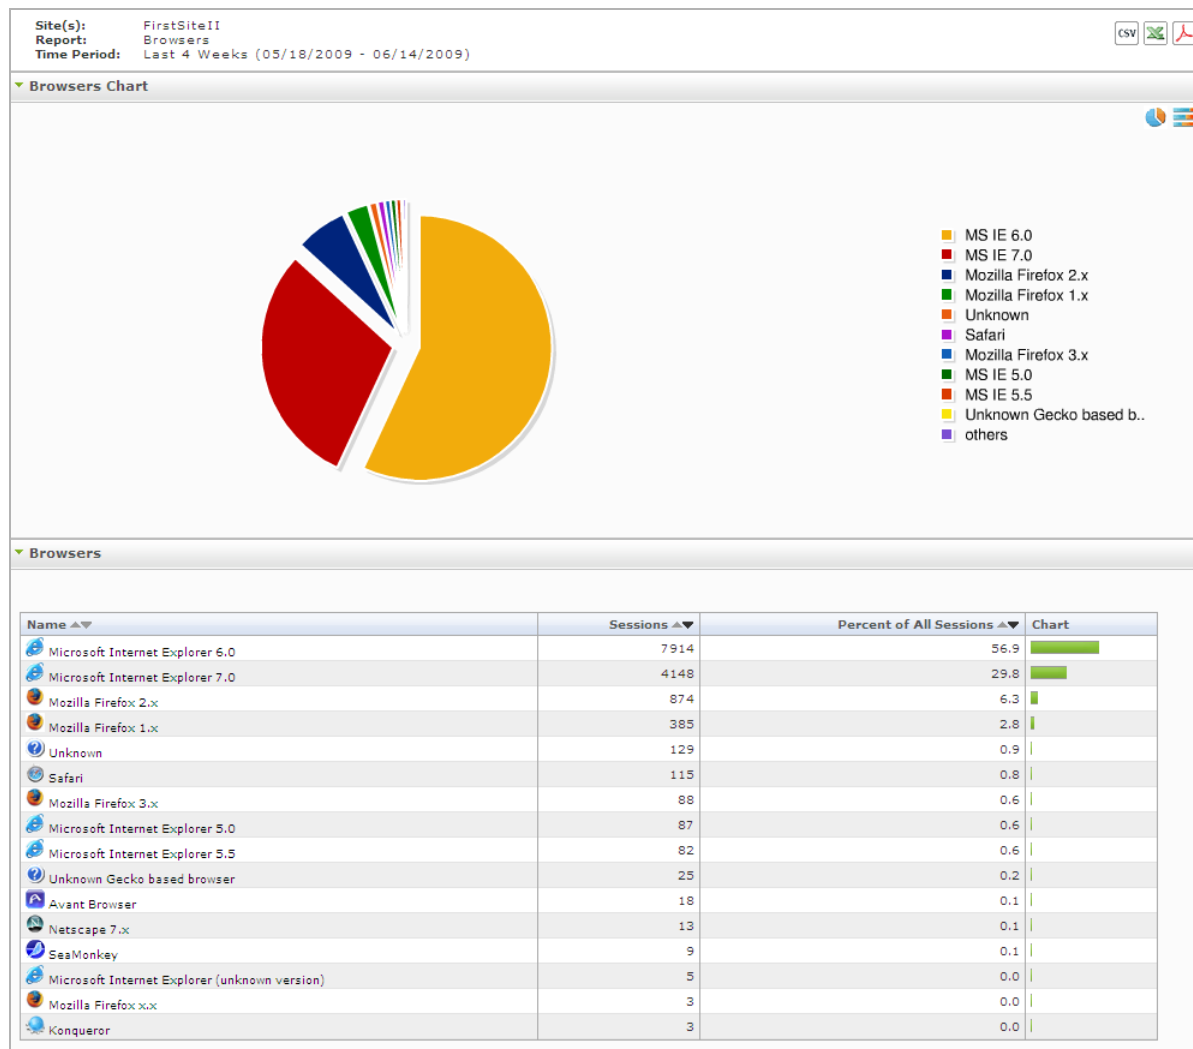 Site(s): FirstSiteII
Report: Browsers
Time Period: Last 4 Weeks (05/18/2009 - 06/14/2009)
CSV
Browsers Chart
MS IE 6.0
MS IE 7.0
Mozilla Firefox 2.x
Mozilla Firefox 1.x
Unknown
Safari
Mozilla Firefox 3.x
MS IE 5.0
MS IE 5.5
Unknown Gecko based b..
others
Browsers
Name Sessions Percent of All Sessions Chart
Microsoft Internet Explorer 6.0 7914 56.9
Microsoft Internet Explorer 7.0 4148 29.8
Mozilla Firefox 2.x 874 6.3
Mozilla Firefox 1.x 385 2.8
Unknown 129 0.9
Safari 115 0.8
Mozilla Firefox 3.x 88 0.6
Microsoft Internet Explorer 5.0 87 0.6
Microsoft Internet Explorer 5.5 82 0.6
Unknown Gecko based browser 25 0.2
Avant Browser 18 0.1
Netscape 7.x 13 0.1
SeaMonkey 9 0.1
Microsoft Internet Explorer (unknown version) 5 0.0
Mozilla Firefox x.x 3 0.0
Konqueror 3 0.0